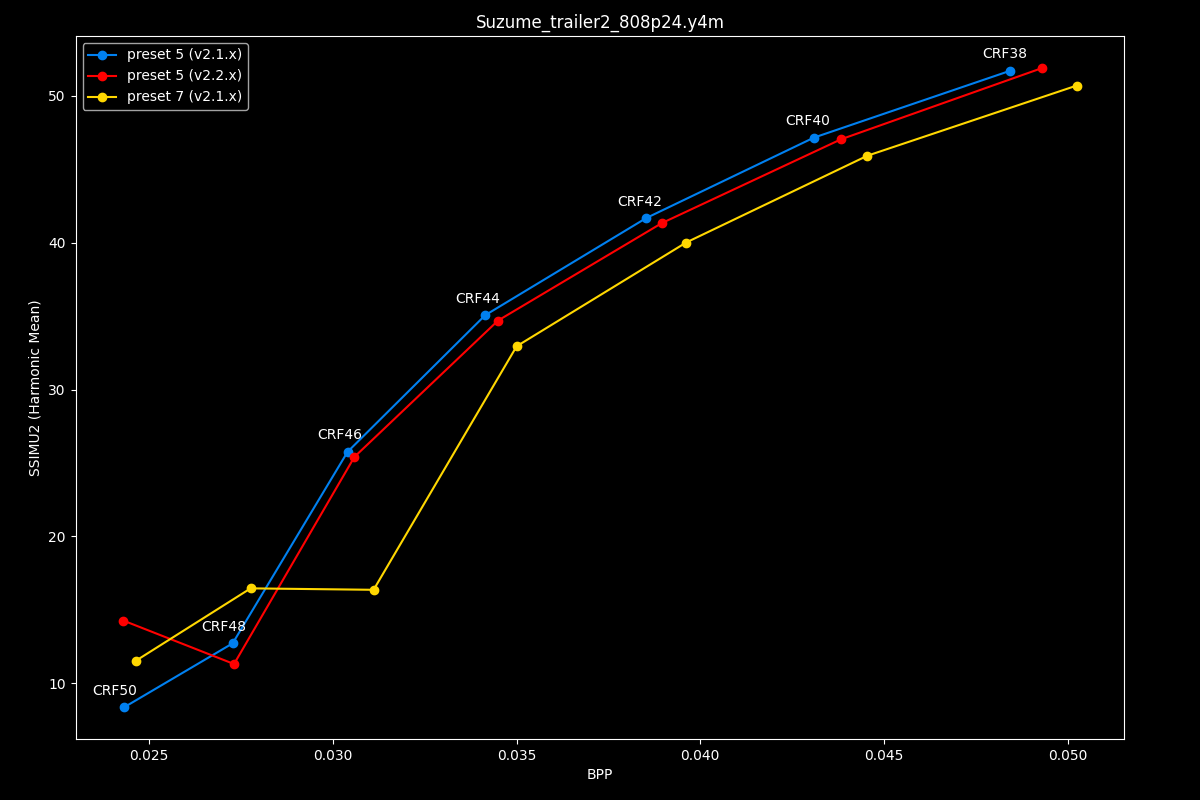 Suzume_trailer2_808p24.y4m
preset 5 (v2.1.x)
preset 5 (v2.2.x)
preset 7 (v2.1.x)
CRF38
CRF40
CRF42
CRF44
CRF46
CRF48
CRF50
50
40
30
20
10
SSIMU2 (Harmonic Mean)
0.025 0.030 0.035 0.040 0.045 0.050
BPP